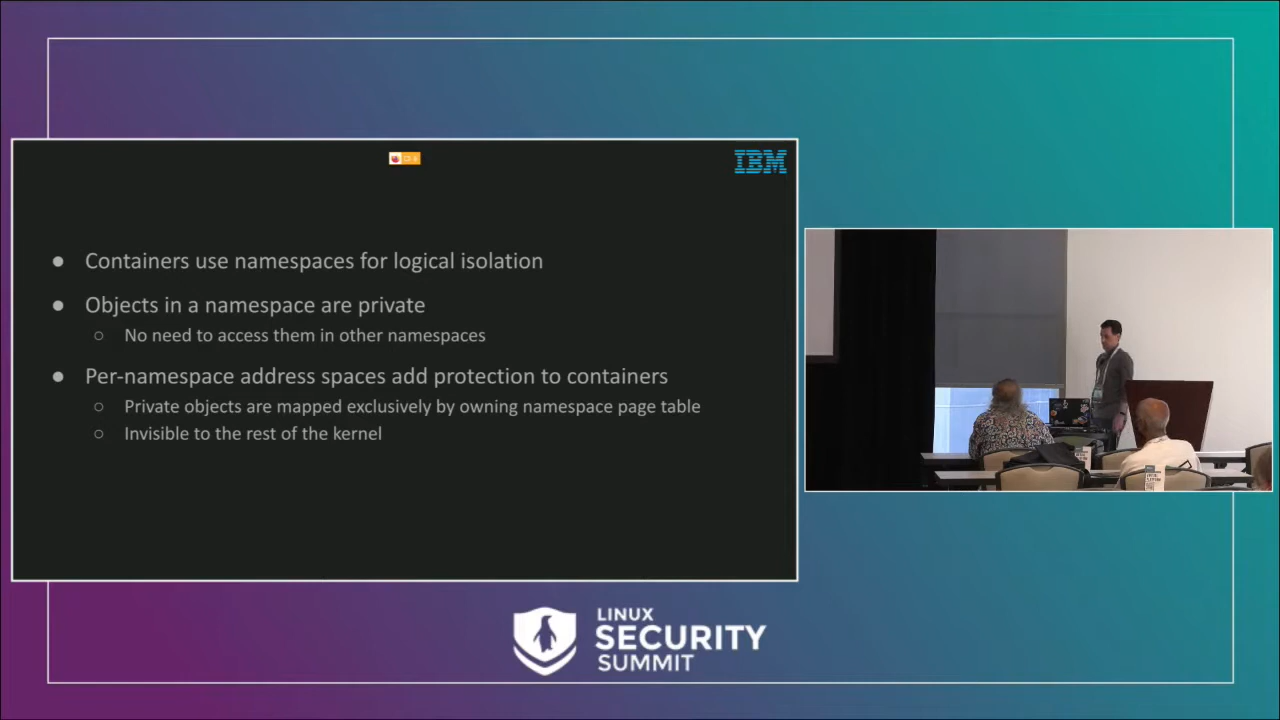 IBM
● Containers use namespaces for logical isolation
● Objects in a namespace are private
○ No need to access them in other namespaces
● Per-namespace address spaces add protection to containers
○ Private objects are mapped exclusively by owning namespace page table
○ Invisible to the rest of the kernel
LINUX
SECURITY
SUMMIT